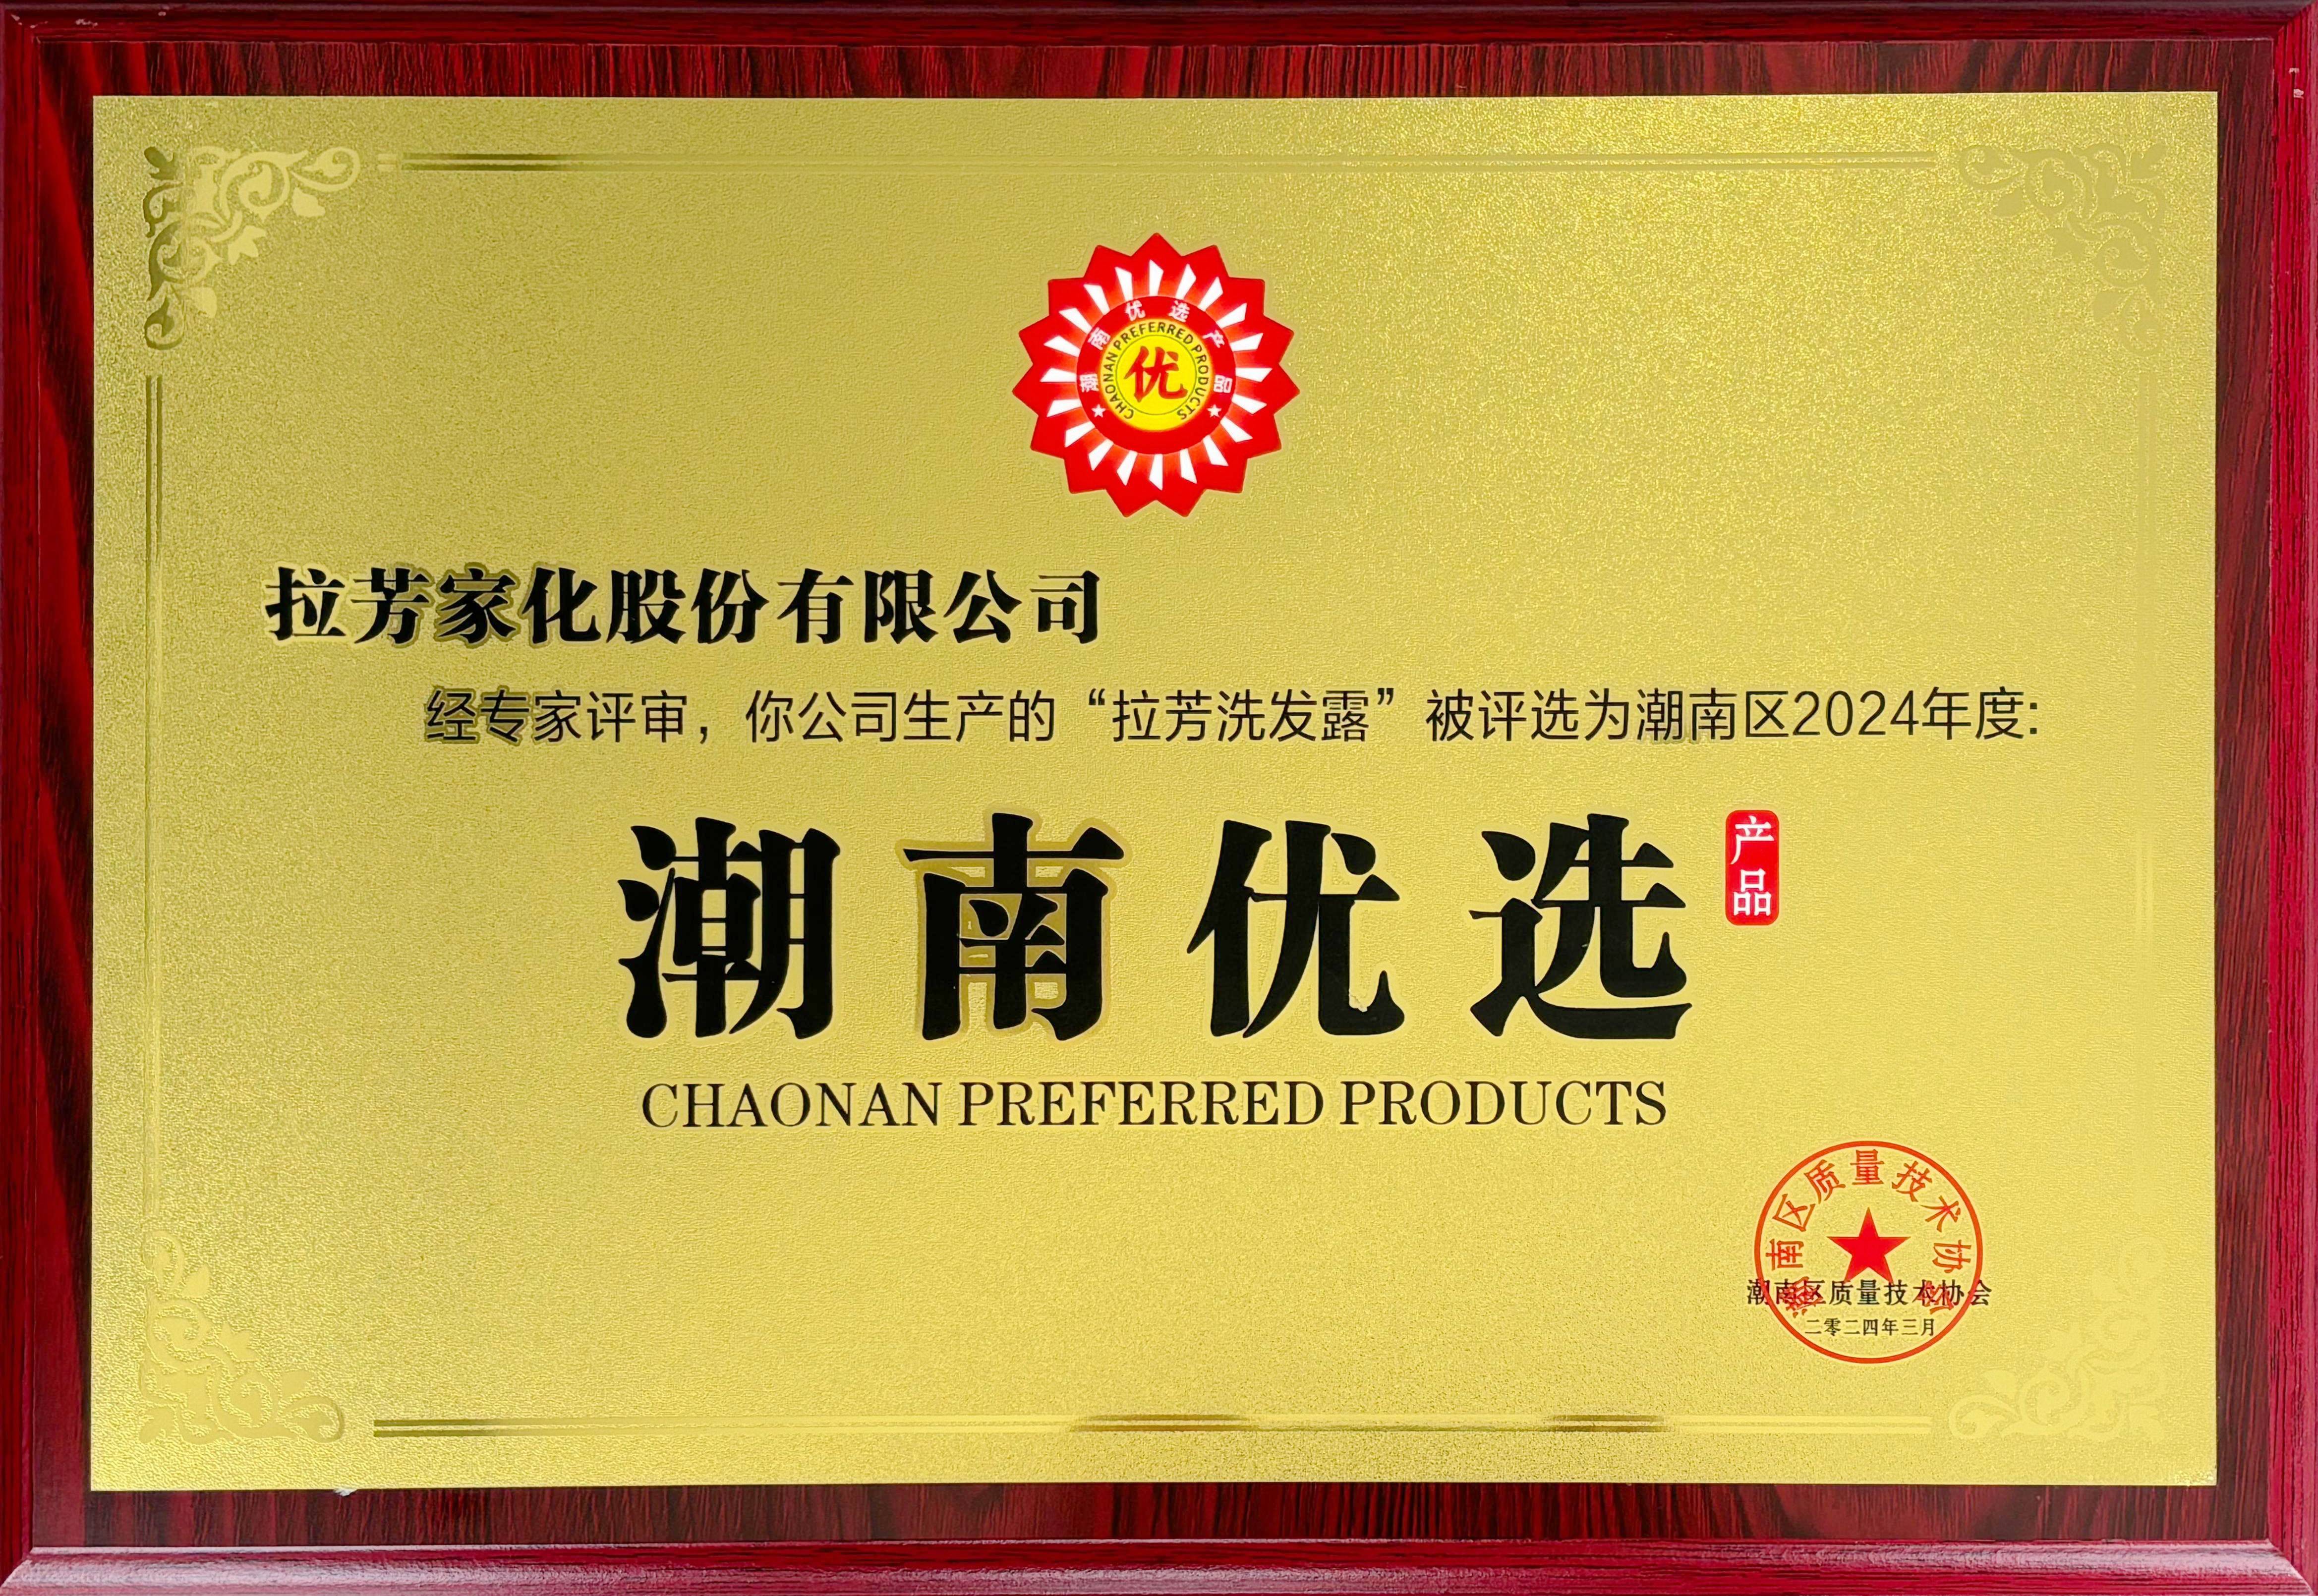 潮南优选产品
CHAONAN PREFERRED PRODUCTS
优
拉芳家化股份有限公司
经专家评审，你公司生产的“拉芳洗发露”被评选为潮南区2024年度:
潮南优选
产品
CHAONAN PREFERRED PRODUCTS
潮南区质量技术协会
潮南区质量技术协会
二零二四年三月